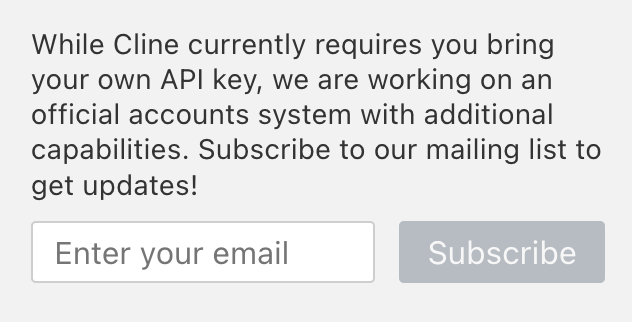 While Cline currently requires you bring
your own API key, we are working on an
official accounts system with additional
capabilities. Subscribe to our mailing list to
get updates!
Enter your email
Subscribe